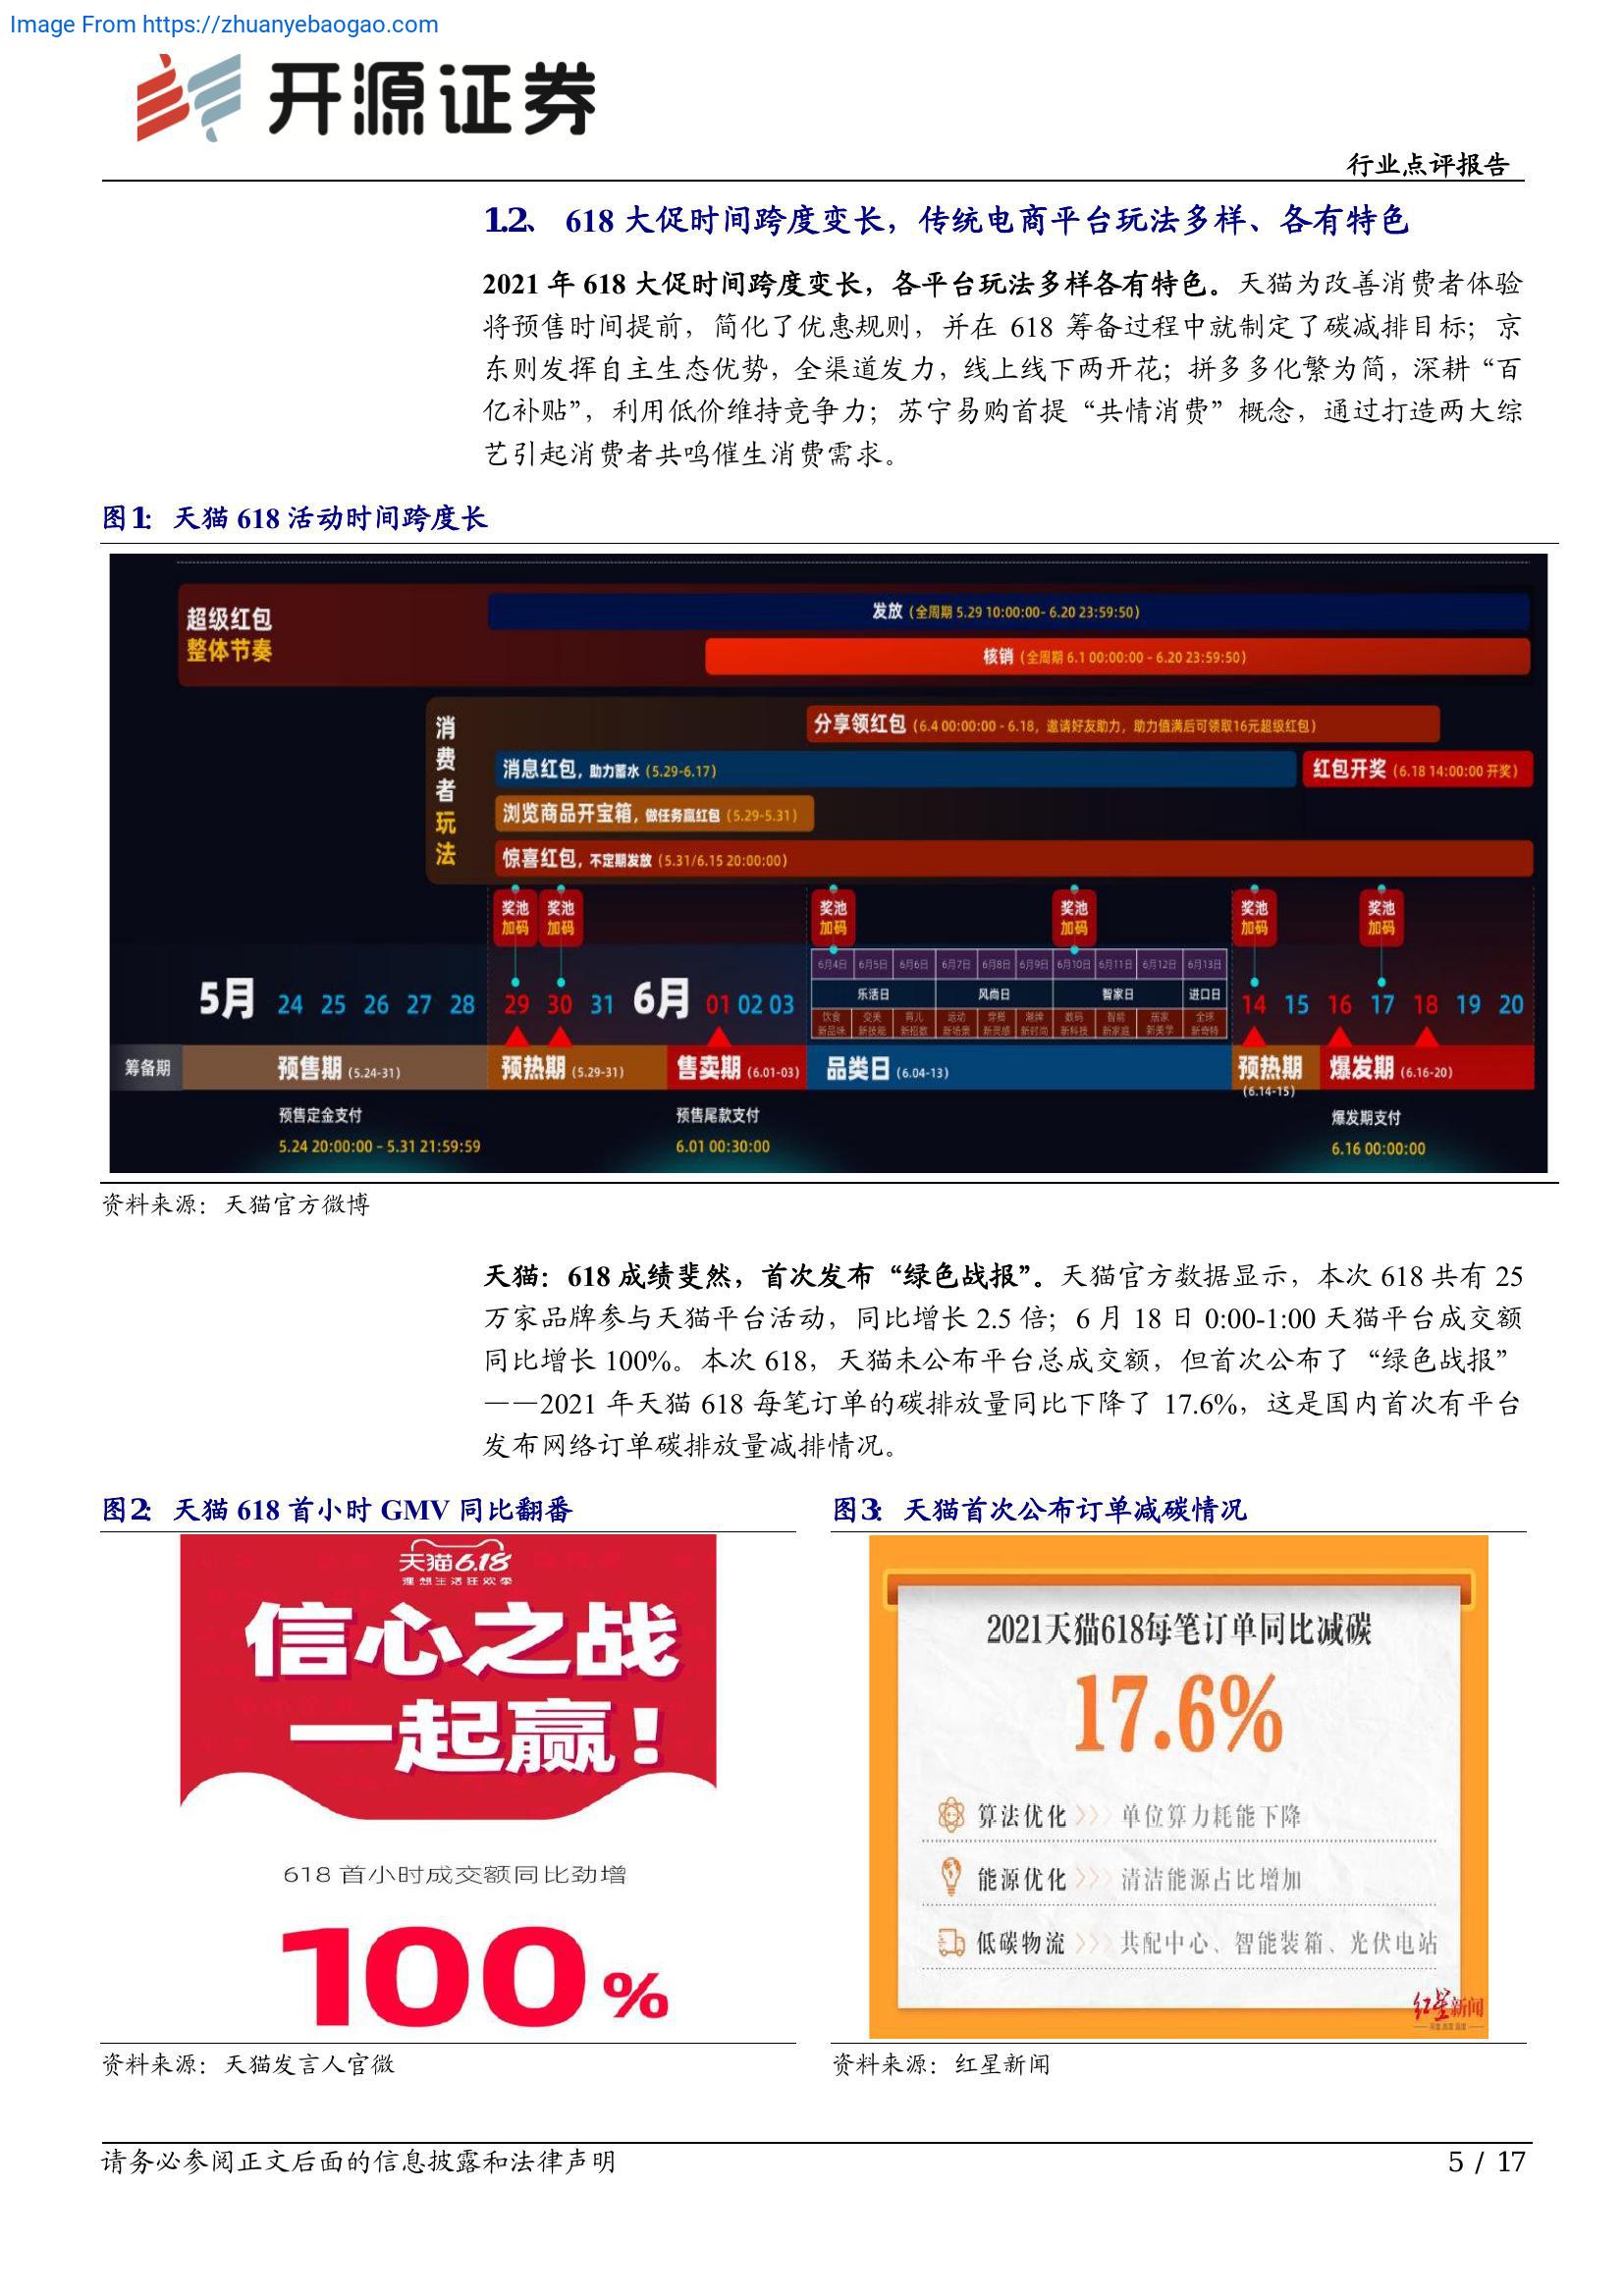 Image From https://zhuanyebaogao.com
开源证券
行业点评报告
1.2、 618 大促时间跨度变长，传统电商平台玩法多样、各有特色
2021 年 618 大促时间跨度变长，各平台玩法多样各有特色。天猫为改善消费者体验
将预售时间提前，简化了优惠规则，并在 618 筹备过程中就制定了碳减排目标；京
东则发挥自主生态优势，全渠道发力，线上线下两开花；拼多多化繁为简，深耕“百
亿补贴”，利用低价维持竞争力；苏宁易购首提“共情消费”概念，通过打造两大综
艺引起消费者共鸣催生消费需求。
图1： 天猫 618 活动时间跨度长
超级红包
整体节奏
发放（全周期 5.29 10:00:00- 6.20 23:59:50）
核销（全周期 6.1 00:00:00 - 6.20 23:59:50）
消费者玩法
分享领红包（6.4 00:00:00 - 6.18，邀请好友助力，助力值满后可领取16元超级红包）
消息红包，助力蓄水（5.29-6.17）
红包开奖（6.18 14:00:00 开奖）
浏览商品开宝箱，做任务赢红包（5.29-5.31）
惊喜红包，不定期发放（5.31/6.15 20:00:00）
奖池 奖池 奖池 奖池 奖池 奖池
加码 加码 加码 加码 加码 加码
6月4日 6月5日 6月6日 6月7日 6月8日 6月9日 6月10日 6月11日 6月12日 6月13日
5月 24 25 26 27 28 29 30 31 6月 01 02 03 乐活日 风尚日 智家日 进口日 14 15 16 17 18 19 20
饮食 交美 育儿 运动 穿搭 潮牌 数码 智能 居家 全球
新品味 新技能 新招数 新场景 新灵感 新时尚 新科技 新家庭 新美学 新奇特
筹备期 预售期（5.24-31） 预热期（5.29-31） 售卖期（6.01-03） 品类日（6.04-13） 预热期 爆发期（6.16-20）
（6.14-15）
预售定金支付 预售尾款支付 爆发期支付
5.24 20:00:00 – 5.31 21:59:59 6.01 00:30:00 6.16 00:00:00
资料来源：天猫官方微博
天猫：618 成绩斐然，首次发布“绿色战报”。天猫官方数据显示，本次 618 共有 25
万家品牌参与天猫平台活动，同比增长 2.5 倍；6 月 18 日 0:00-1:00 天猫平台成交额
同比增长 100%。本次 618，天猫未公布平台总成交额，但首次公布了“绿色战报”
——2021 年天猫 618 每笔订单的碳排放量同比下降了 17.6%，这是国内首次有平台
发布网络订单碳排放量减排情况。
图2： 天猫 618 首小时 GMV 同比翻番
天猫6.18
理想生活狂欢季
信心之战
一起赢！
618 首小时成交额同比劲增
100%
资料来源：天猫发言人官微
图3： 天猫首次公布订单减碳情况
2021天猫618每笔订单同比减碳
17.6%
算法优化 》》》 单位算力耗能下降
能源优化 》》》 清洁能源占比增加
低碳物流 》》》 共配中心、智能装箱、光伏电站
红星新闻
资料来源：红星新闻
请务必参阅正文后面的信息披露和法律声明
5 / 17